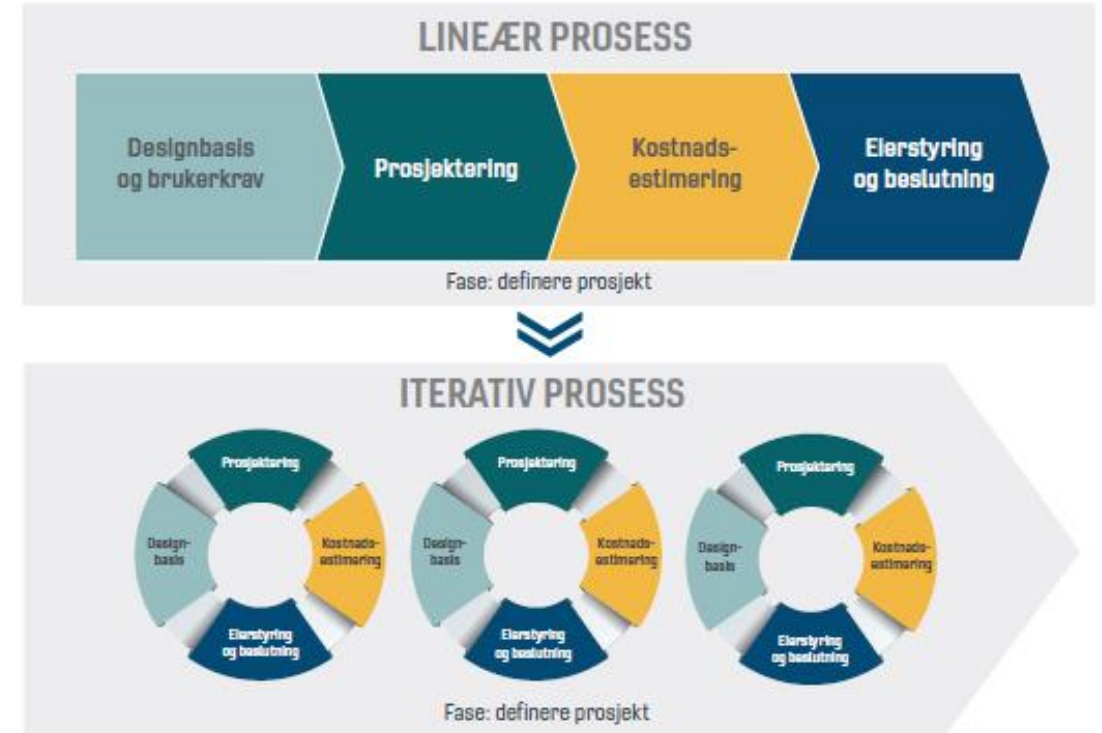 LINEÆR PROSESS
Designbasis
og brukerkrav
Prosjektering
Kostnads-
estimering
Eierstyring
og beslutning
Fase: definere prosjekt
ITERATIV PROSESS
Prosjektering
Design-
basis
Kostnads-
estimering
Eierstyring
og beslutning
Prosjektering
Design-
basis
Kostnads-
estimering
Eierstyring
og beslutning
Prosjektering
Design-
basis
Kostnads-
estimering
Eierstyring
og beslutning
Fase: definere prosjekt